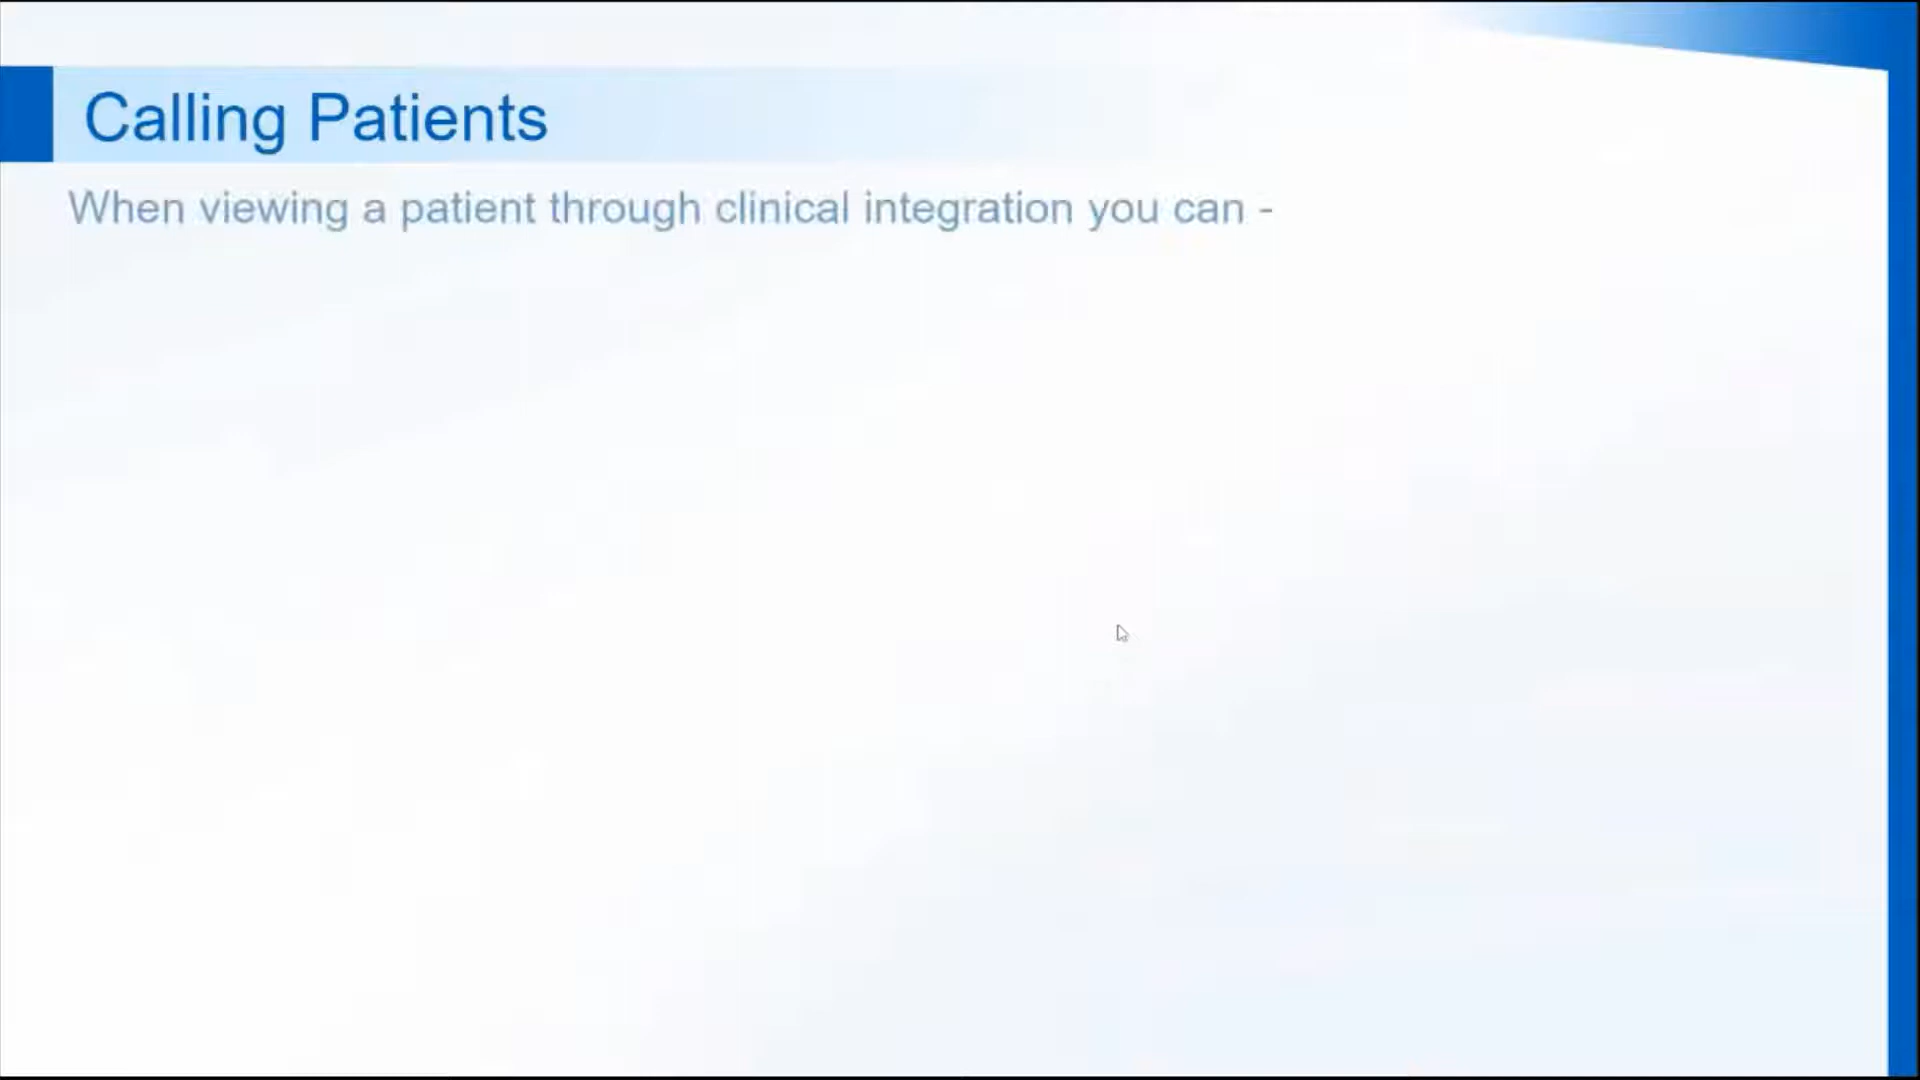 Calling Patients
When viewing a patient through clinical integration you can -